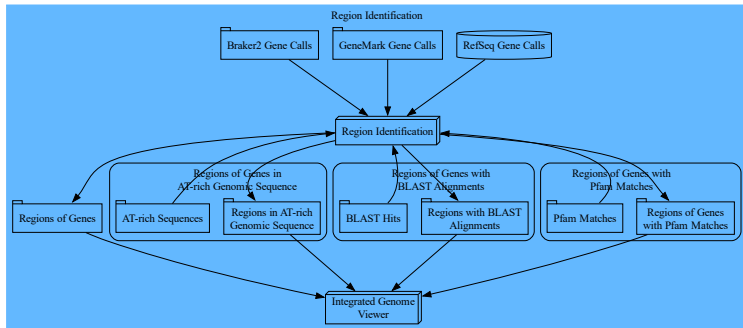 Region Identification
Braker2 Gene Calls
GeneMark Gene Calls
RefSeq Gene Calls
Region Identification
Regions of Genes in
AT-rich Genomic Sequence
Regions of Genes with
BLAST Alignments
Regions of Genes with
Pfam Matches
Regions of Genes
AT-rich Sequences
Regions in AT-rich
Genomic Sequence
BLAST Hits
Regions with BLAST
Alignments
Pfam Matches
Regions of Genes
with Pfam Matches
Integrated Genome
Viewer